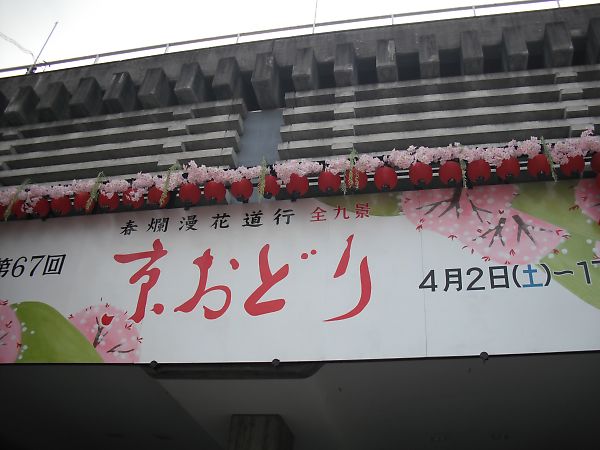 春爛漫花道行 全九景
第67回
京おどり
4月2日(土)~1